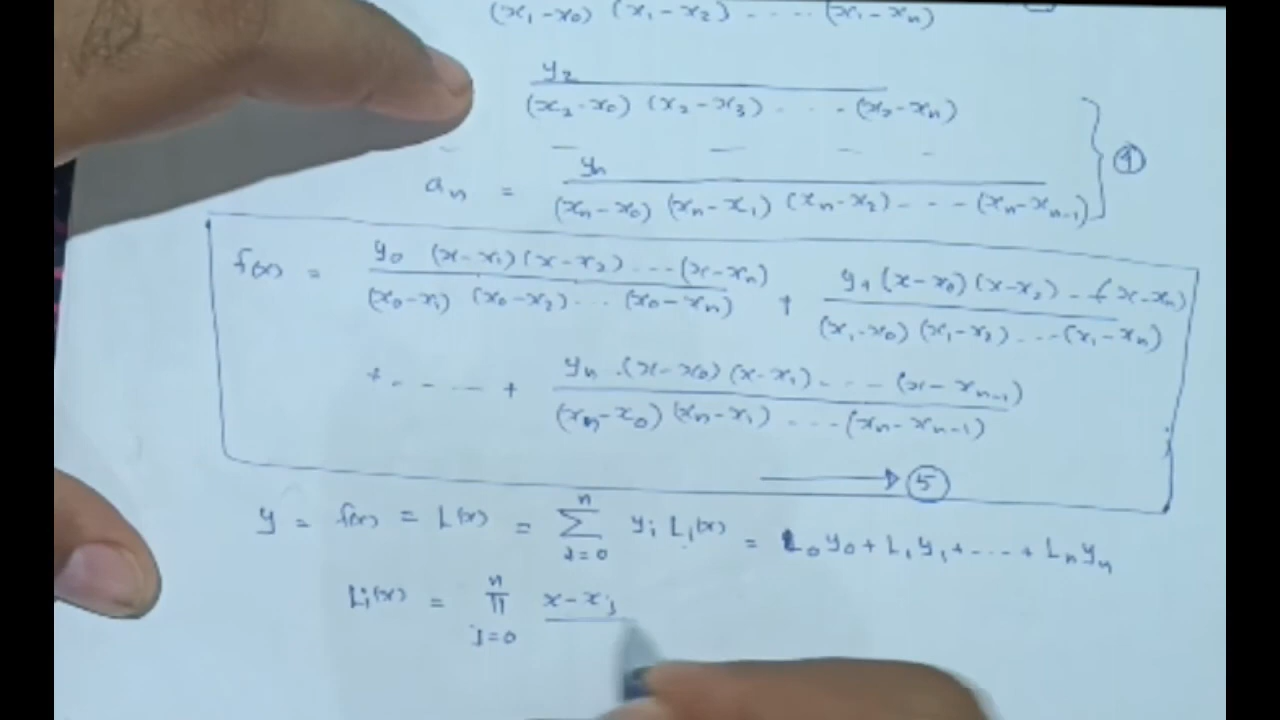 (x₁-x₀) (x₁-x₂) ..... (x₁-xₙ)
y₂
(x₂-x₀) (x₂-x₃) . . . - (x₂-xₙ)
— — — — -
aₙ = yₙ
(xₙ-x₀) (xₙ-x₁) (xₙ-x₂) - - - - (xₙ-xₙ₋₁)
④
f(x) = y₀ (x-x₁)(x-x₂)....(x-xₙ) / (x₀-x₁) (x₀-x₂)... (x₀-xₙ) + y₁ (x-x₀)(x-x₂) - - (x-xₙ) / (x₁-x₀) (x₁-x₂)....(x₁-xₙ)
+ - - - - - + yₙ .(x-x₀) (x-x₁) - - - - (x-xₙ₋₁) / (xₙ-x₀) (xₙ-x₁) - - - (xₙ-xₙ₋₁)
→ ⑤
y = f(x) = L(x) = ∑ⁿᵢ₌₀ yᵢ Lᵢ(x) = L₀y₀ + L₁y₁ + .... + Lₙyₙ
Lᵢ(x) = Πⁿⱼ₌₀ x-xⱼ